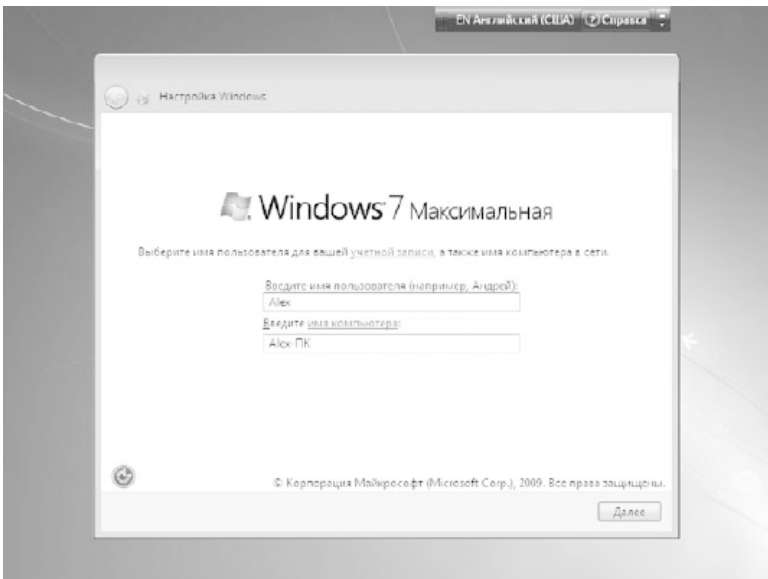 EN Английский (США) ? Справка
Настройка Windows
Windows 7 Максимальная
Выберите имя пользователя для вашей учетной записи, а также имя компьютера в сети.
Введите имя пользователя (например, Андрей):
Alex
Введите имя компьютера:
Alex-ПК
© Корпорация Майкрософт (Microsoft Corp.), 2009. Все права защищены.
Далее